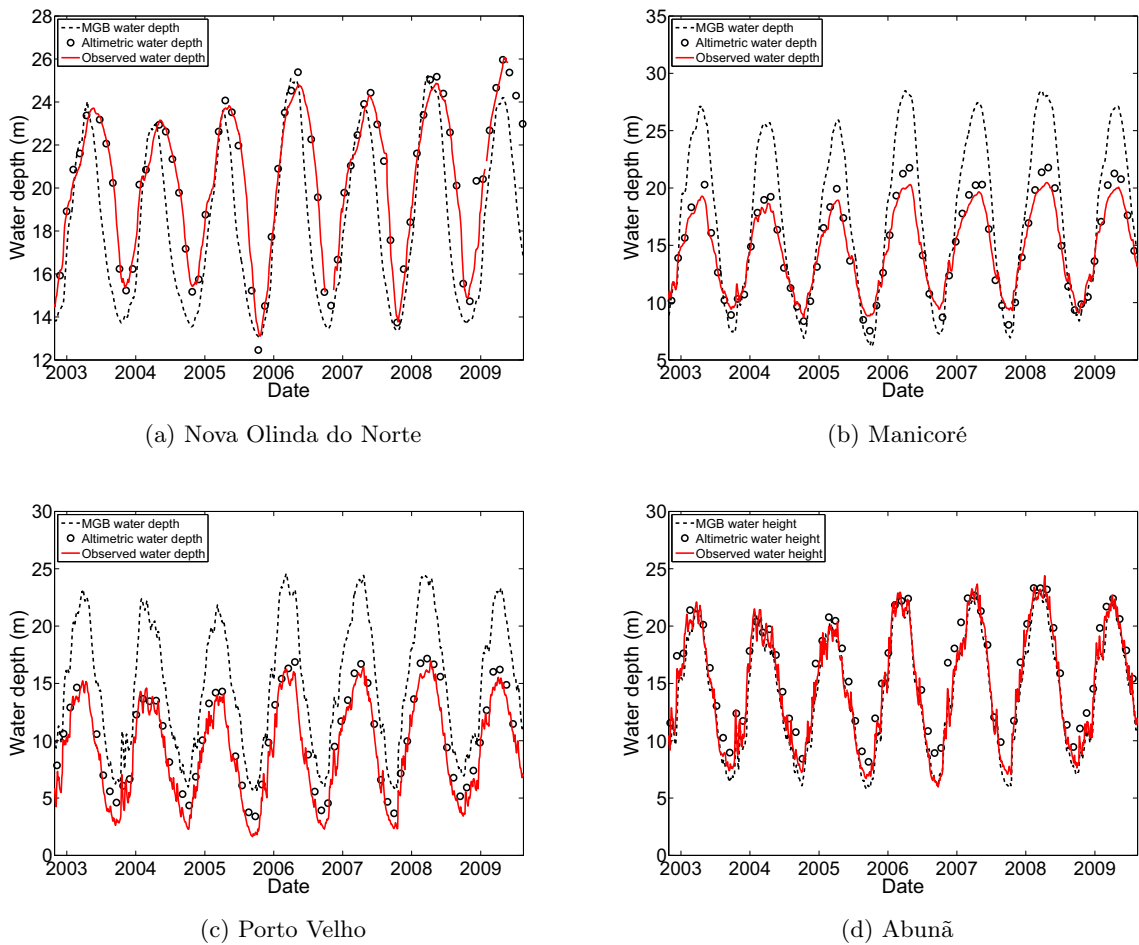 28
26
24
22
20
18
16
14
12
Water depth (m)
MGB water depth
Altimetric water depth
Observed water depth
2003 2004 2005 2006 2007 2008 2009
Date
(a) Nova Olinda do Norte
35
30
25
20
15
10
5
Water depth (m)
MGB water depth
Altimetric water depth
Observed water depth
2003 2004 2005 2006 2007 2008 2009
Date
(b) Manicoré
30
25
20
15
10
5
0
Water depth (m)
MGB water depth
Altimetric water depth
Observed water depth
2003 2004 2005 2006 2007 2008 2009
Date
(c) Porto Velho
30
25
20
15
10
5
0
Water depth (m)
MGB water height
Altimetric water height
Observed water height
2003 2004 2005 2006 2007 2008 2009
Date
(d) Abunã